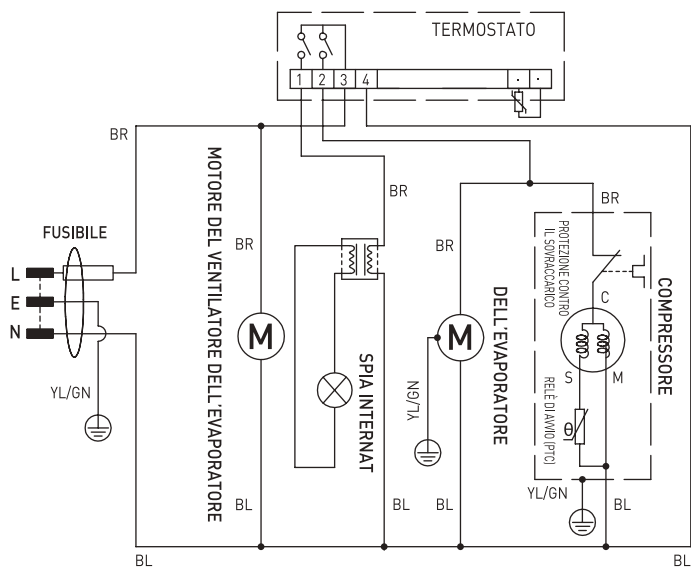 TERMOSTATO
1 2 3 4
BR
BR
BR
BR
BR
FUSIBILE
L
E
N
YL/GN
MOTORE DEL VENTILATORE DELL'EVAPORATORE
M
BL
SPIA INTERNAT
BL
M
YL/GN
DELL'EVAPORATORE
BL
PROTEZIONE CONTRO
IL SOVRACCARICO
C
S
M
RELÈ DI AVVIO (PTC)
θ
COMPRESSORE
YL/GN
BL
BL
BL